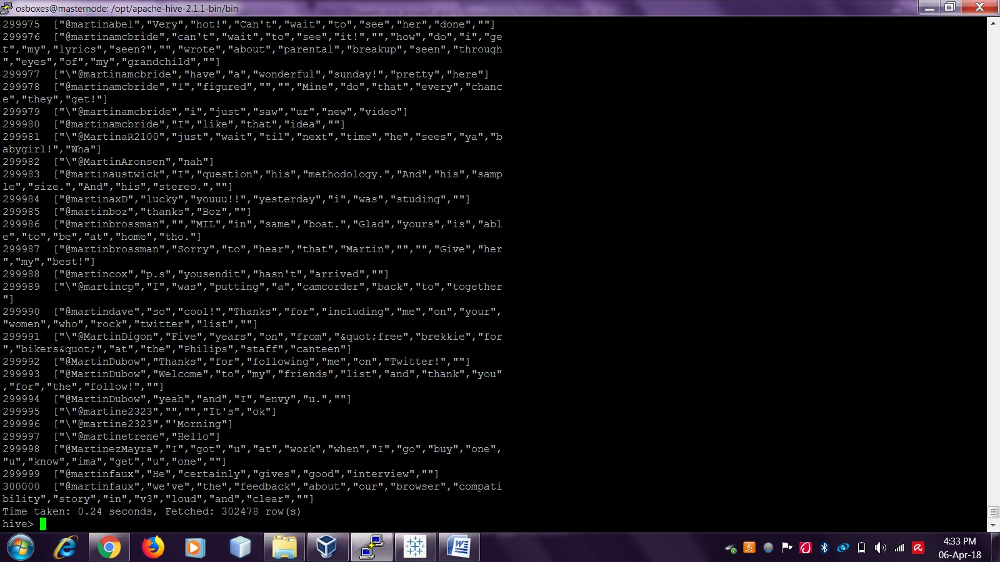 osboxes@masternode: /opt/apache-hive-2.1.1-bin/bin
299975  ["@martinabel","Very","hot!","Can't","wait","to","see","her","done",""]
299976  ["@martinamcbride","can't","wait","to","see","it!","","how","do","i","ge
t","my","lyrics","seen?","","wrote","about","parental","breakup","seen","through
","eyes","of","my","grandchild",""]
299977  ["\"@martinamcbride","have","a","wonderful","sunday!","pretty","here"]
299978  ["@martinamcbride","I","figured","","","Mine","do","that","every","chanc
e","they","get!"]
299979  ["\"@martinamcbride","i","just","saw","ur","new","video"]
299980  ["@martinamcbride","I","like","that","idea",""]
299981  ["\"@MartinaR2100","just","wait","til","next","time","he","sees","ya","b
abygirl!","Wha"]
299982  ["\"@MartinAronsen","nah"]
299983  ["@martinaustwick","I","question","his","methodology.","And","his","samp
le","size.","And","his","stereo.",""]
299984  ["@martinaxD","lucky","youuu!!","yesterday","i","was","studing",""]
299985  ["@martinboz","thanks","Boz",""]
299986  ["@martinbrossman","","MIL","in","same","boat.","Glad","yours","is","abl
e","to","be","at","home","tho."]
299987  ["@martinbrossman","Sorry","to","hear","that","Martin","","","Give","her
","my","best!"]
299988  ["@martincox","p.s","yousendit","hasn't","arrived",""]
299989  ["\"@martincp","I","was","putting","a","camcorder","back","to","together
"]
299990  ["@martindave","so","cool!","Thanks","for","including","me","on","your",
"women","who","rock","twitter","list",""]
299991  ["\"@MartinDigon","Five","years","on","from","&quot;free","brekkie","for
","bikers&quot;","at","the","Philips","staff","canteen"]
299992  ["@MartinDubow","Thanks","for","following","me","on","Twitter!",""]
299993  ["@MartinDubow","Welcome","to","my","friends","list","and","thank","you"
,"for","the","follow!",""]
299994  ["@MartinDubow","yeah","and","I","envy","u.",""]
299995  ["\"@martine2323","","","It's","ok"]
299996  ["\"@martine2323","'Morning"]
299997  ["\"@martinetrene","Hello"]
299998  ["@MartinezMayra","I","got","u","at","work","when","I","go","buy","one",
"u","know","ima","get","u","one",""]
299999  ["@martinfaux","He","certainly","gives","good","interview",""]
300000  ["@martinfaux","we've","the","feedback","about","our","browser","compati
bility","story","in","v3","loud","and","clear",""]
Time taken: 0.24 seconds, Fetched: 302478 row(s)
hive>
4:33 PM
06-Apr-18